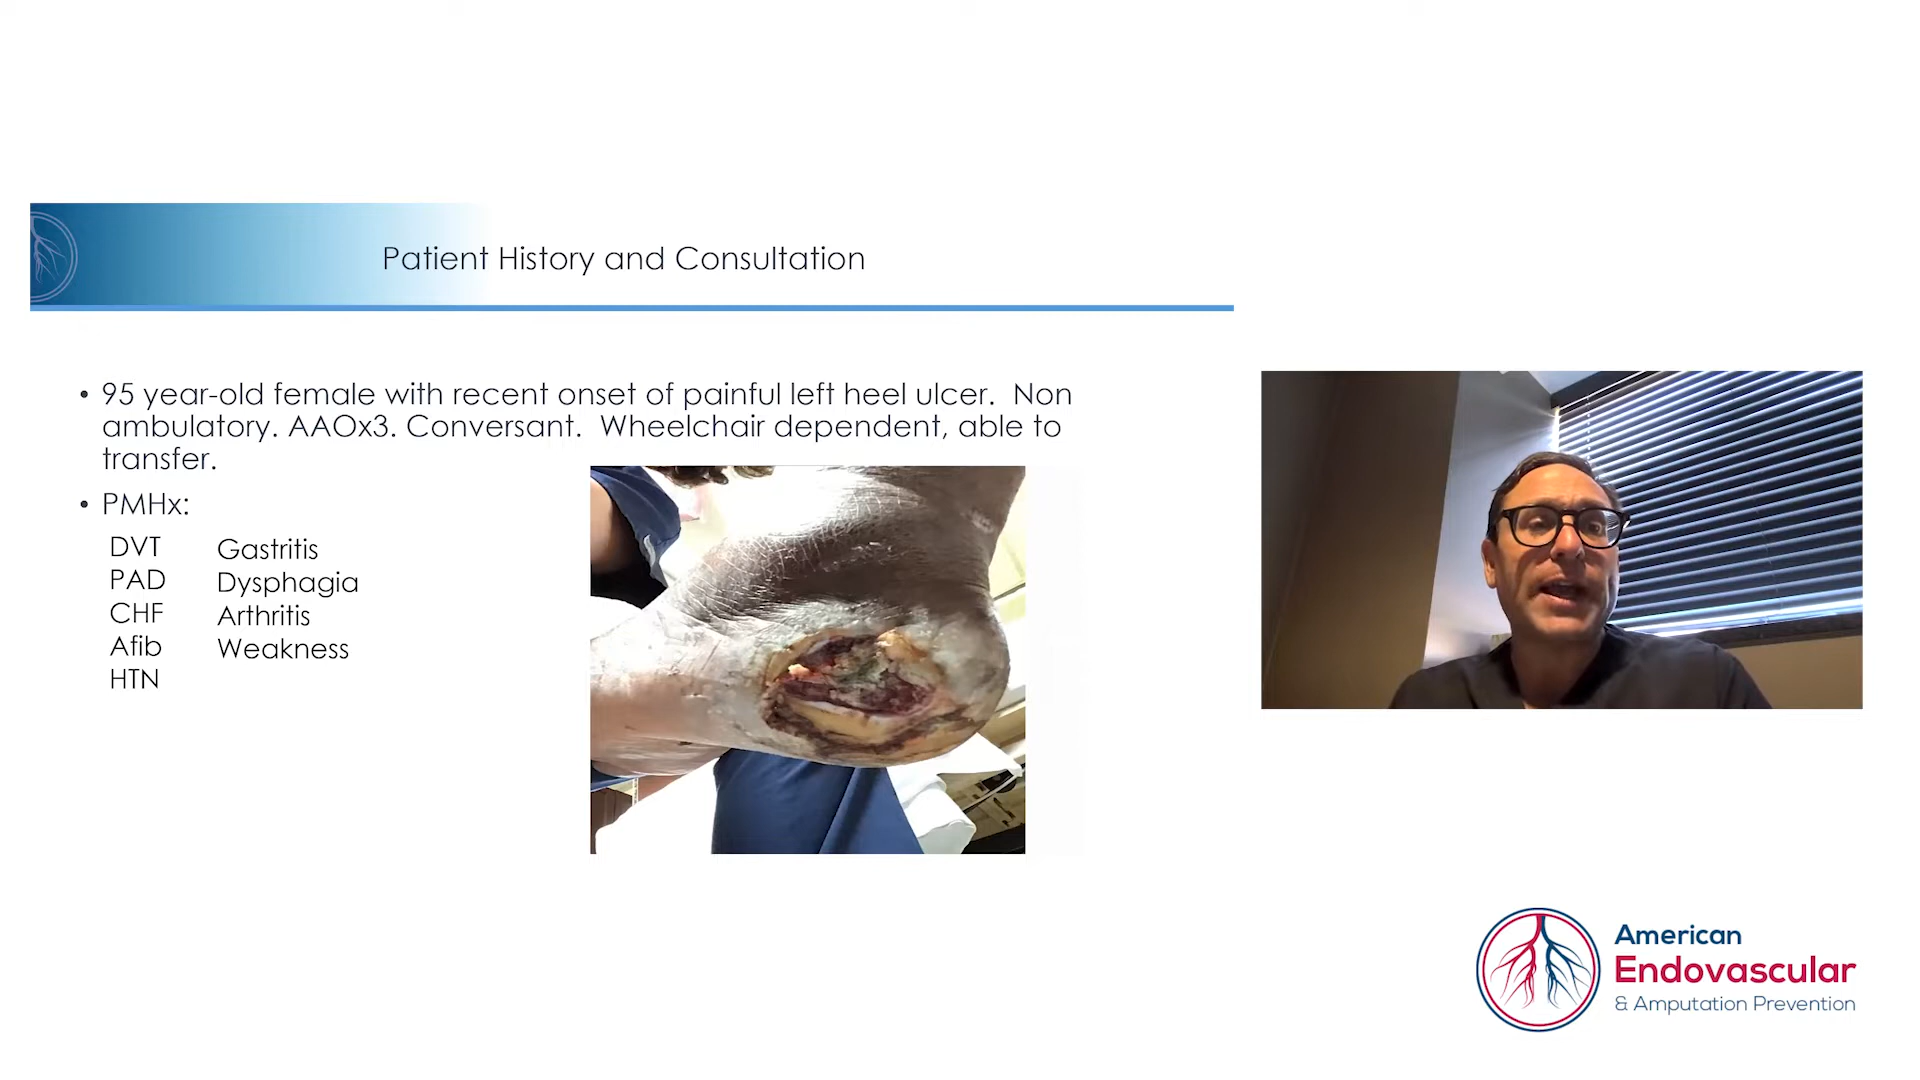 Patient History and Consultation
• 95 year-old female with recent onset of painful left heel ulcer.  Non
ambulatory. AAOx3. Conversant.  Wheelchair dependent, able to
transfer.
• PMHx:
DVT
PAD
CHF
Afib
HTN
Gastritis
Dysphagia
Arthritis
Weakness
American
Endovascular
& Amputation Prevention